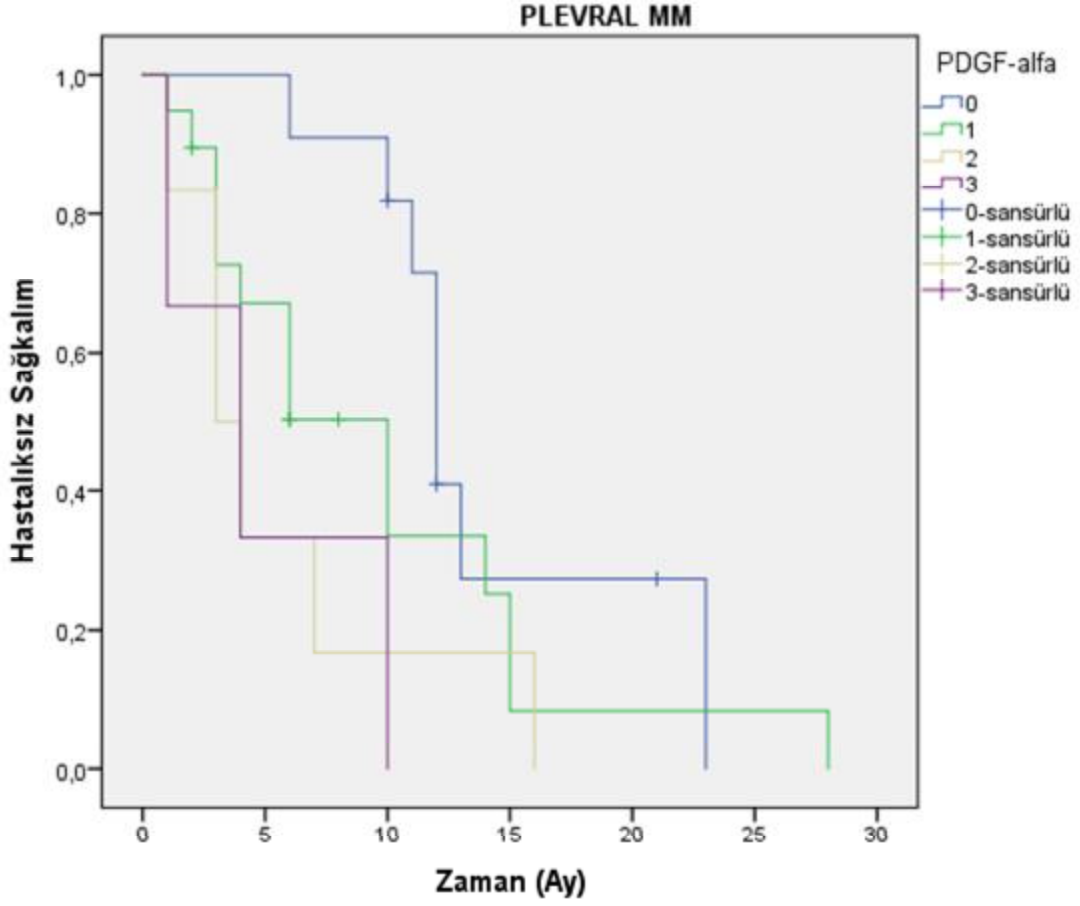 PLEVRAL MM
PDGF-alfa
0
1
2
3
0-sansürlü
1-sansürlü
2-sansürlü
3-sansürlü
Hastalıksız Sağkalım
1,0
0,8
0,6
0,4
0,2
0,0
0 5 10 15 20 25 30
Zaman (Ay)